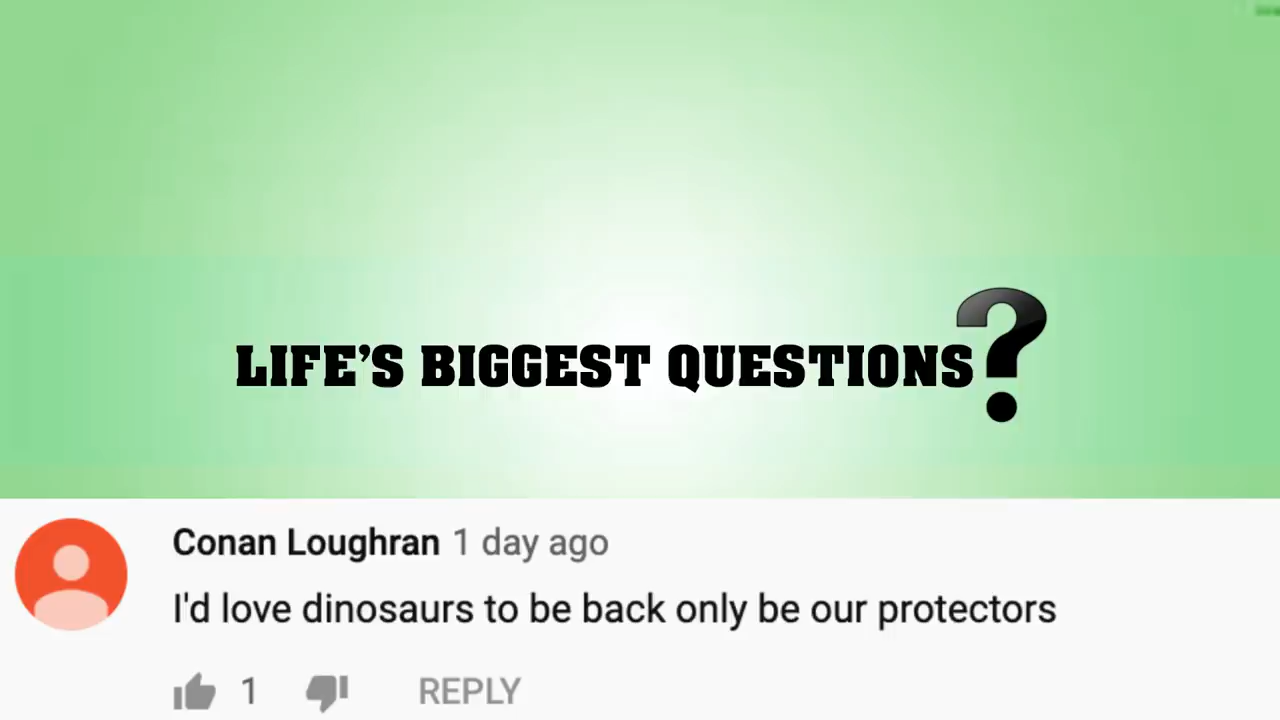 LIFE'S BIGGEST QUESTIONS?
Conan Loughran 1 day ago
I'd love dinosaurs to be back only be our protectors
1 REPLY